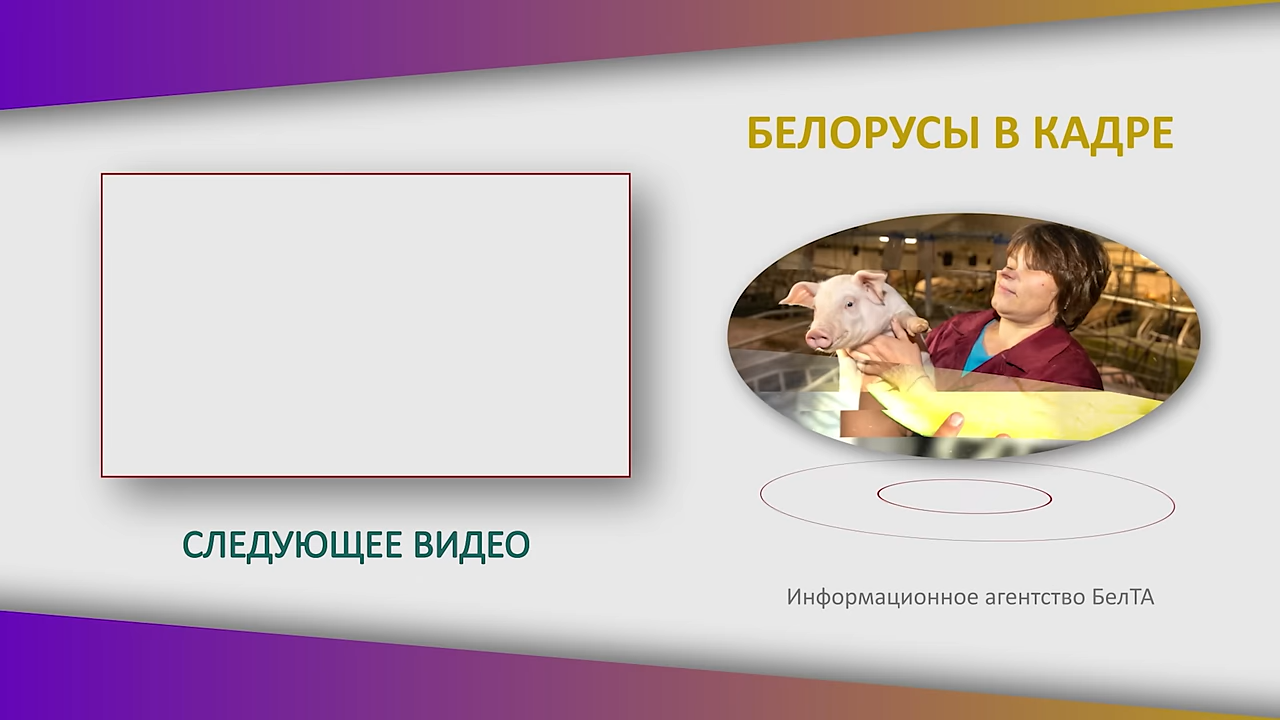 БЕЛОРУСЫ В КАДРЕ
СЛЕДУЮЩЕЕ ВИДЕО
Информационное агентство БелТА